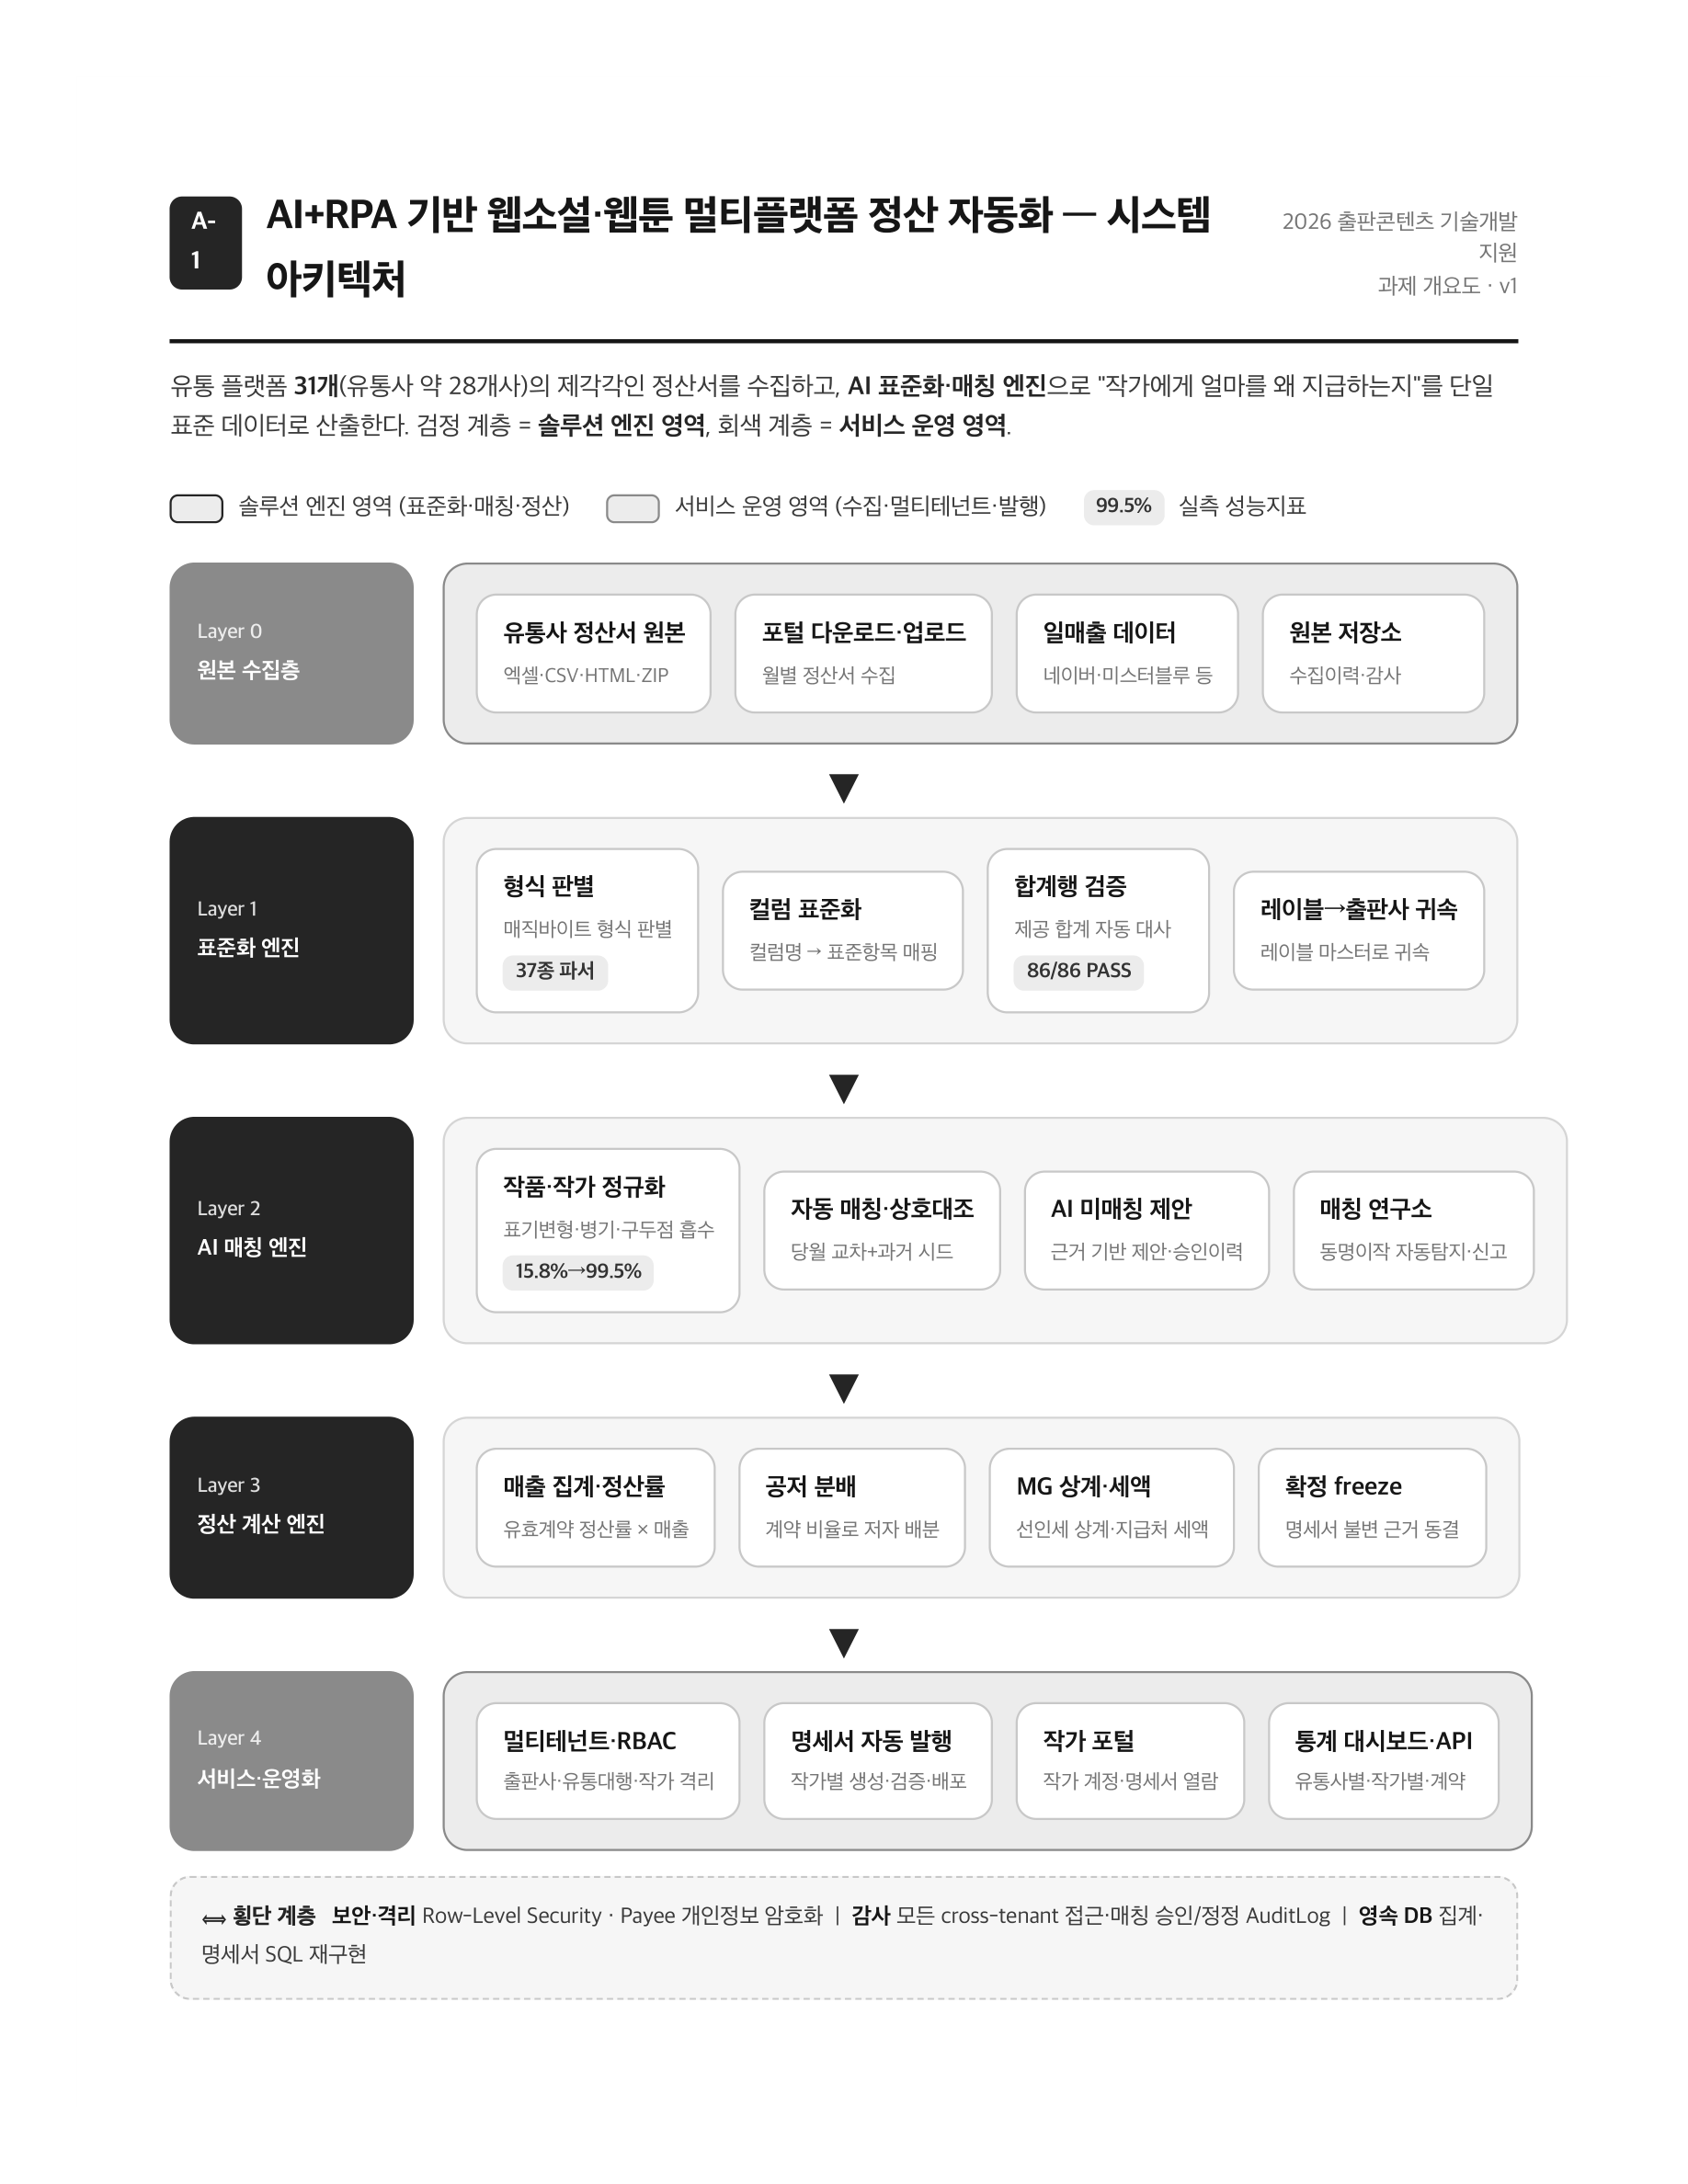 A-
1
AI+RPA 기반 웹소설·웹툰 멀티플랫폼 정산 자동화 — 시스템
아키텍처
2026 출판콘텐츠 기술개발
지원
과제 개요도 · v1
유통 플랫폼 31개(유통사 약 28개사)의 제각각인 정산서를 수집하고, AI 표준화·매칭 엔진으로 "작가에게 얼마를 왜 지급하는지"를 단일
표준 데이터로 산출한다. 검정 계층 = 솔루션 엔진 영역, 회색 계층 = 서비스 운영 영역.
솔루션 엔진 영역 (표준화·매칭·정산)
서비스 운영 영역 (수집·멀티테넌트·발행)
99.5% 실측 성능지표
Layer 0
원본 수집층
유통사 정산서 원본
엑셀·CSV·HTML·ZIP
포털 다운로드·업로드
월별 정산서 수집
일매출 데이터
네이버·미스터블루 등
원본 저장소
수집이력·감사
▼
Layer 1
표준화 엔진
형식 판별
매직바이트 형식 판별
37종 파서
컬럼 표준화
컬럼명 → 표준항목 매핑
합계행 검증
제공 합계 자동 대사
86/86 PASS
레이블→출판사 귀속
레이블 마스터로 귀속
▼
Layer 2
AI 매칭 엔진
작품·작가 정규화
표기변형·병기·구두점 흡수
15.8%→99.5%
자동 매칭·상호대조
당월 교차+과거 시드
AI 미매칭 제안
근거 기반 제안·승인이력
매칭 연구소
동명이작 자동탐지·신고
▼
Layer 3
정산 계산 엔진
매출 집계·정산률
유효계약 정산률 × 매출
공저 분배
계약 비율로 저자 배분
MG 상계·세액
선인세 상계·지급처 세액
확정 freeze
명세서 불변 근거 동결
▼
Layer 4
서비스·운영화
멀티테넌트·RBAC
출판사·유통대행·작가 격리
명세서 자동 발행
작가별 생성·검증·배포
작가 포털
작가 계정·명세서 열람
통계 대시보드·API
유통사별·작가별·계약
⟺ 횡단 계층 보안·격리 Row-Level Security · Payee 개인정보 암호화 | 감사 모든 cross-tenant 접근·매칭 승인/정정 AuditLog | 영속 DB 집계·
명세서 SQL 재구현